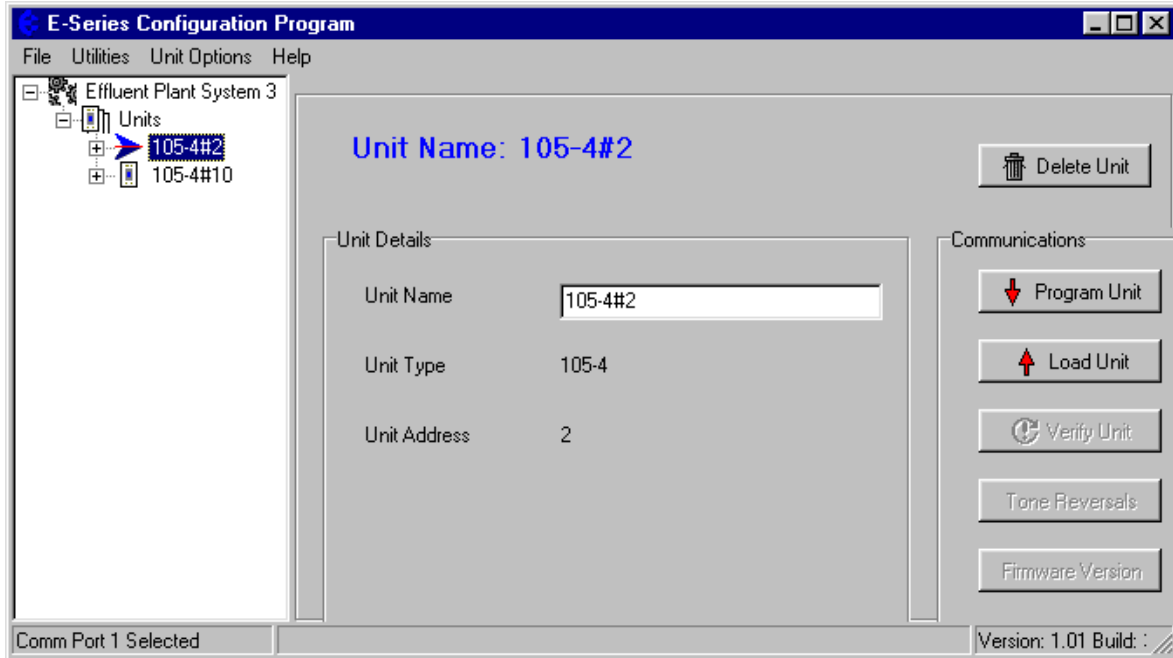 E-Series Configuration Program
File Utilities Unit Options Help
Effluent Plant System 3
Units
105-4#2
105-4#10
Unit Name: 105-4#2
Delete Unit
Unit Details
Unit Name 105-4#2
Unit Type 105-4
Unit Address 2
Communications
Program Unit
Load Unit
Verify Unit
Tone Reversals
Firmware Version
Comm Port 1 Selected
Version: 1.01 Build: